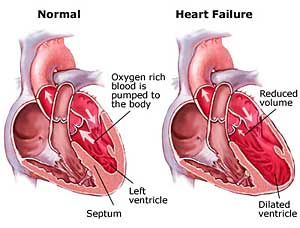 Normal
Heart Failure
Oxygen rich
blood is
pumped to
the body
Reduced
volume
Left
ventricle
Septum
Dilated
ventricle